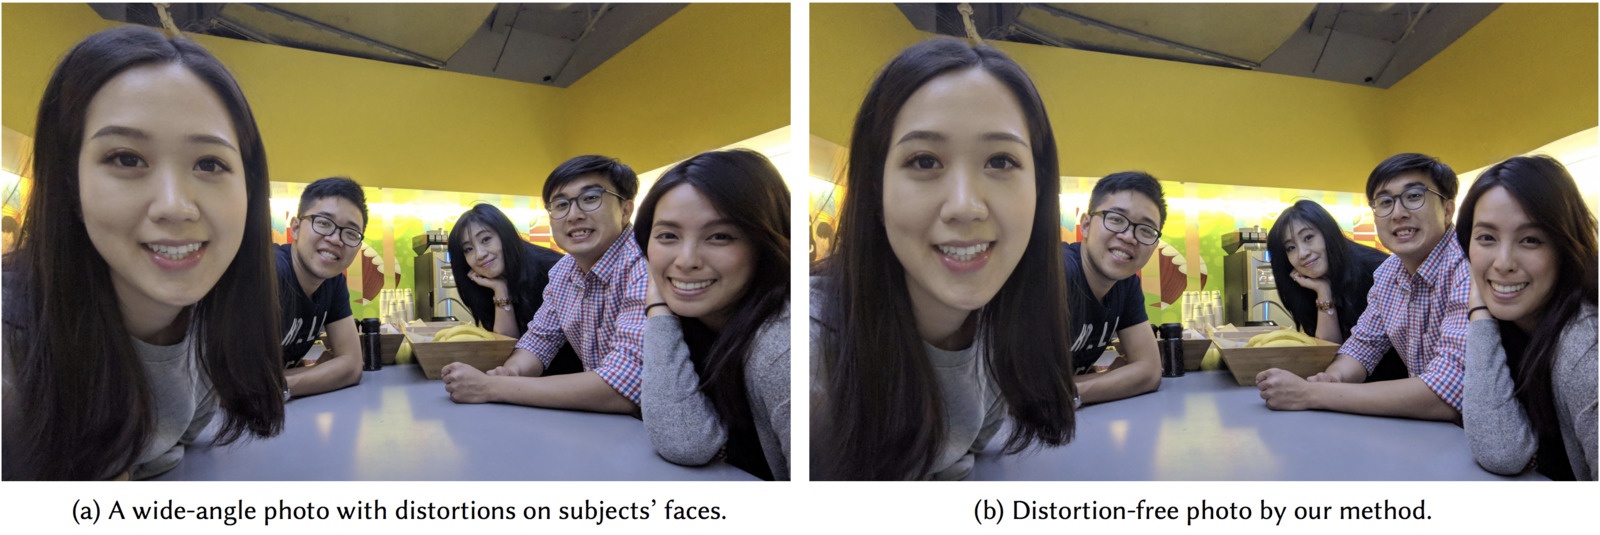 (a) A wide-angle photo with distortions on subjects’ faces.
(b) Distortion-free photo by our method.